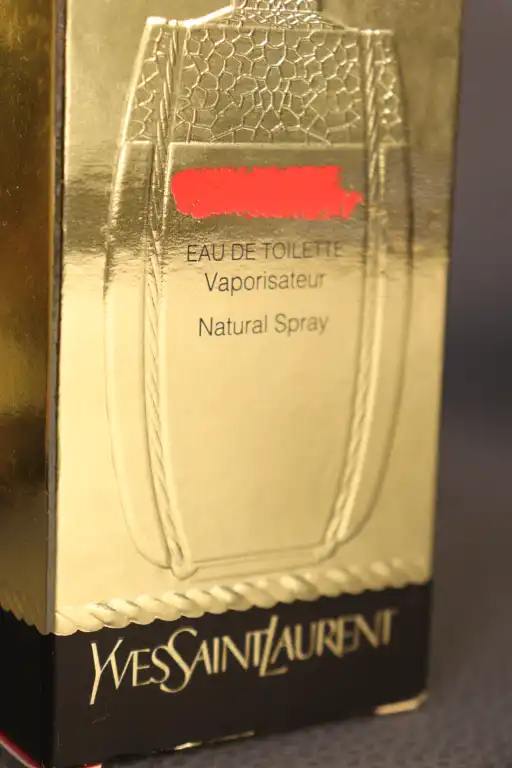 EAU DE TOILETTE
Vaporisateur
Natural Spray
YVESSAINTLAURENT